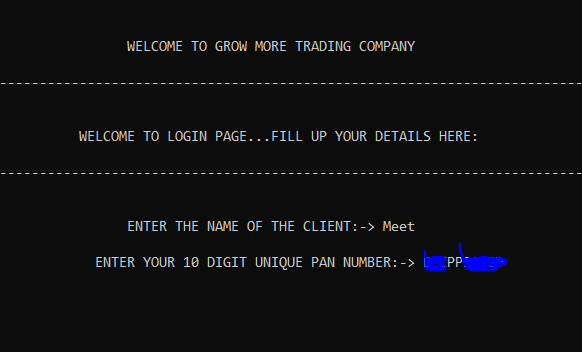 WELCOME TO GROW MORE TRADING COMPANY
--------------------------------------------------------------------------
WELCOME TO LOGIN PAGE...FILL UP YOUR DETAILS HERE:
--------------------------------------------------------------------------
ENTER THE NAME OF THE CLIENT:-> Meet
ENTER YOUR 10 DIGIT UNIQUE PAN NUMBER:->